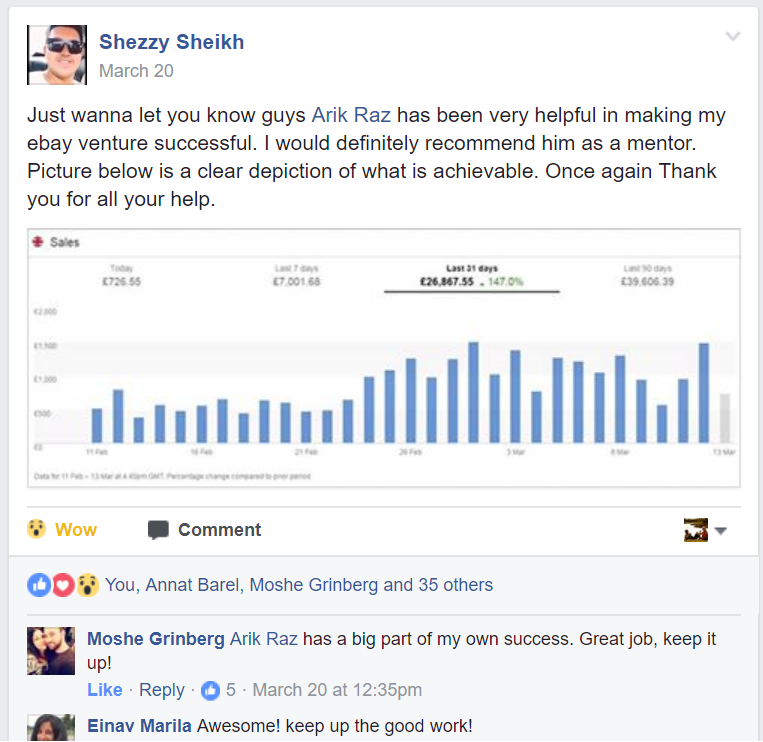 Shezzy Sheikh
March 20
Just wanna let you know guys Arik Raz has been very helpful in making my
ebay venture successful. I would definitely recommend him as a mentor.
Picture below is a clear depiction of what is achievable. Once again Thank
you for all your help.
Sales
Today
£726.55
Last 7 days
£7,001.68
Last 31 days
£26,867.55 147.0%
Last 90 days
£39,606.39
£2,000
£1,500
£1,000
£500
£0
11 Feb
16 Feb
21 Feb
26 Feb
3 Mar
8 Mar
13 Mar
Data for 11 Feb - 13 Mar at 4:40pm GMT. Percentage change compared to prior period
Wow
Comment
You, Annat Barel, Moshe Grinberg and 35 others
Moshe Grinberg Arik Raz has a big part of my own success. Great job, keep it
up!
Like · Reply · 5 · March 20 at 12:35pm
Einav Marila Awesome! keep up the good work!